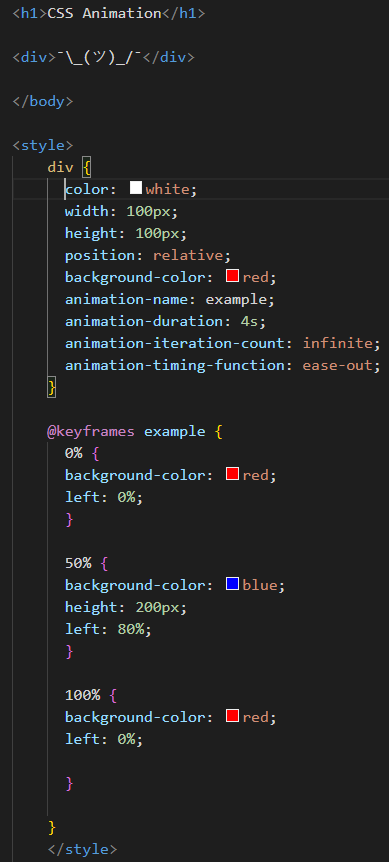 <h1>CSS Animation</h1>
<div>¯\_(ツ)_/¯</div>
</body>
<style>
div {
color: white;
width: 100px;
height: 100px;
position: relative;
background-color: red;
animation-name: example;
animation-duration: 4s;
animation-iteration-count: infinite;
animation-timing-function: ease-out;
}
@keyframes example {
0% {
background-color: red;
left: 0%;
}
50% {
background-color: blue;
height: 200px;
left: 80%;
}
100% {
background-color: red;
left: 0%;
}
}
</style>